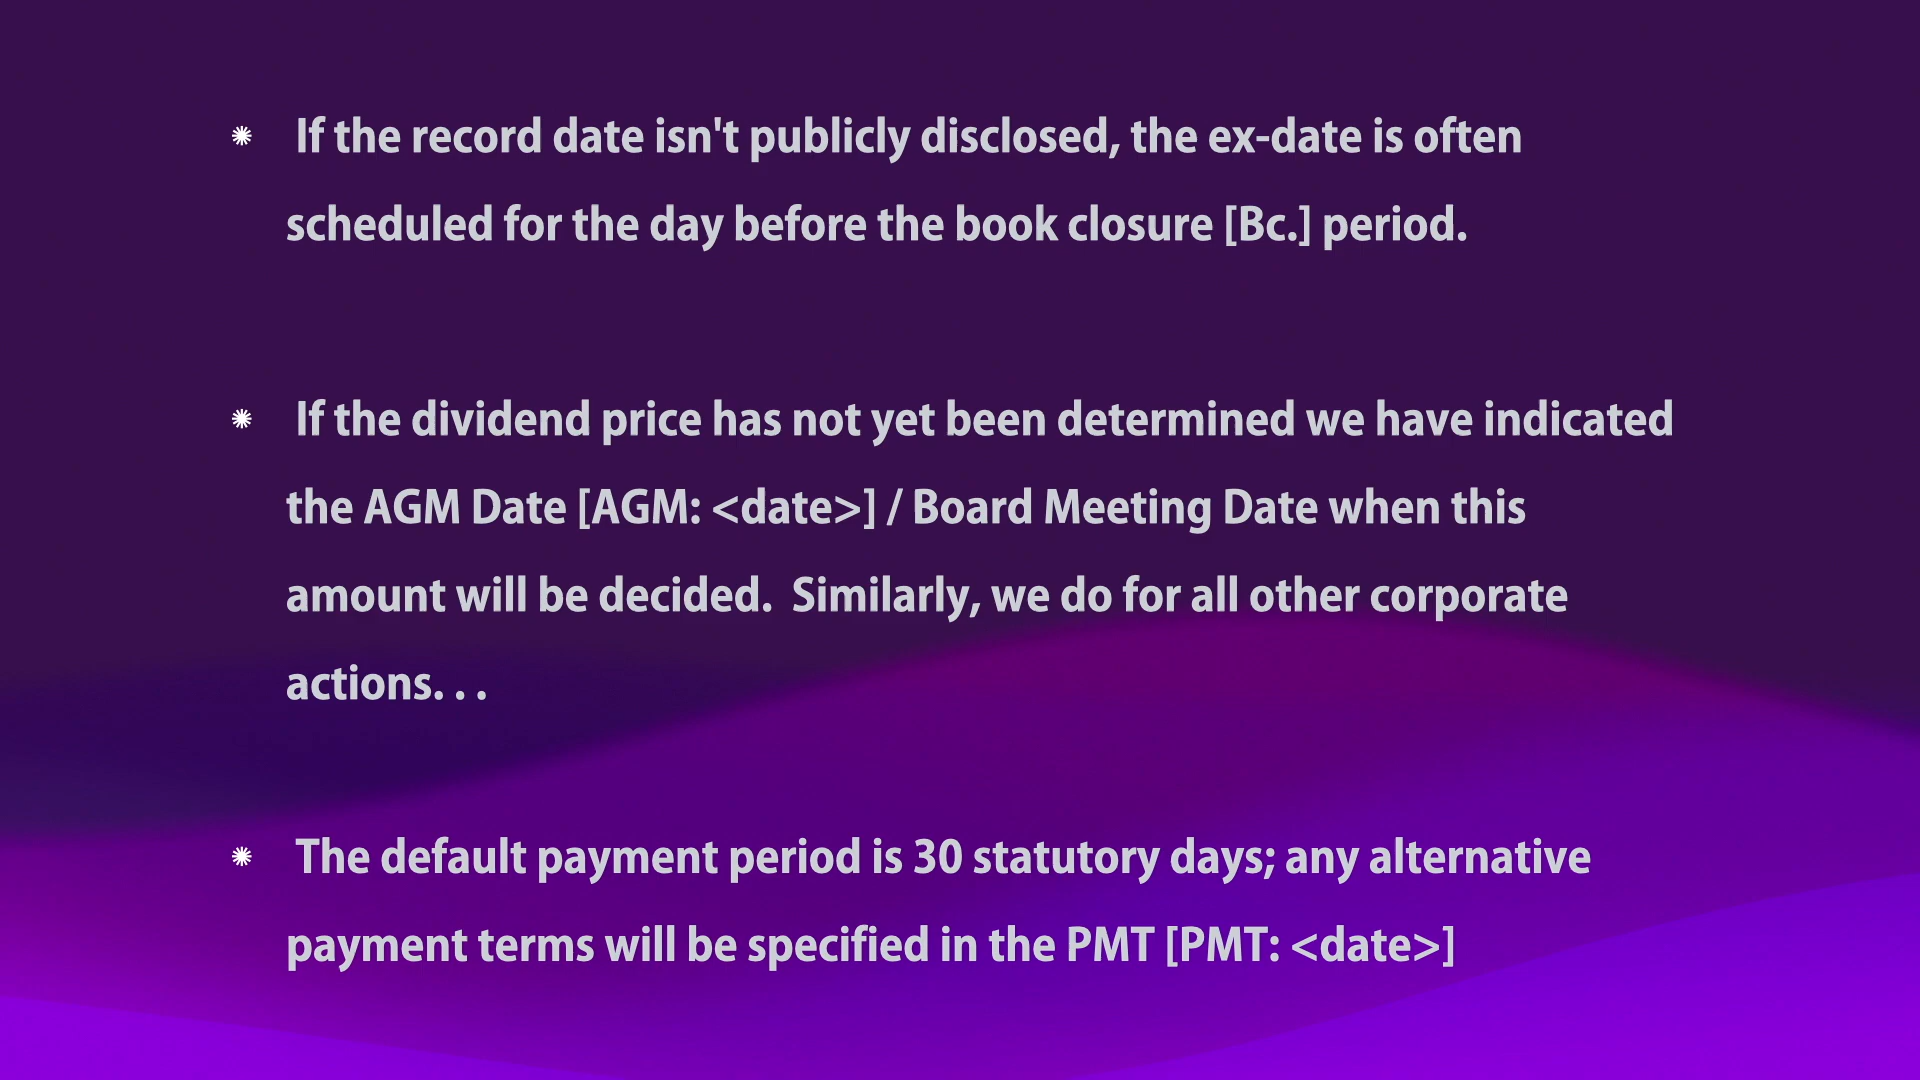 ⁕ If the record date isn't publicly disclosed, the ex-date is often
scheduled for the day before the book closure [Bc.] period.
⁕ If the dividend price has not yet been determined we have indicated
the AGM Date [AGM: <date>] / Board Meeting Date when this
amount will be decided.  Similarly, we do for all other corporate
actions. . .
⁕ The default payment period is 30 statutory days; any alternative
payment terms will be specified in the PMT [PMT: <date>]